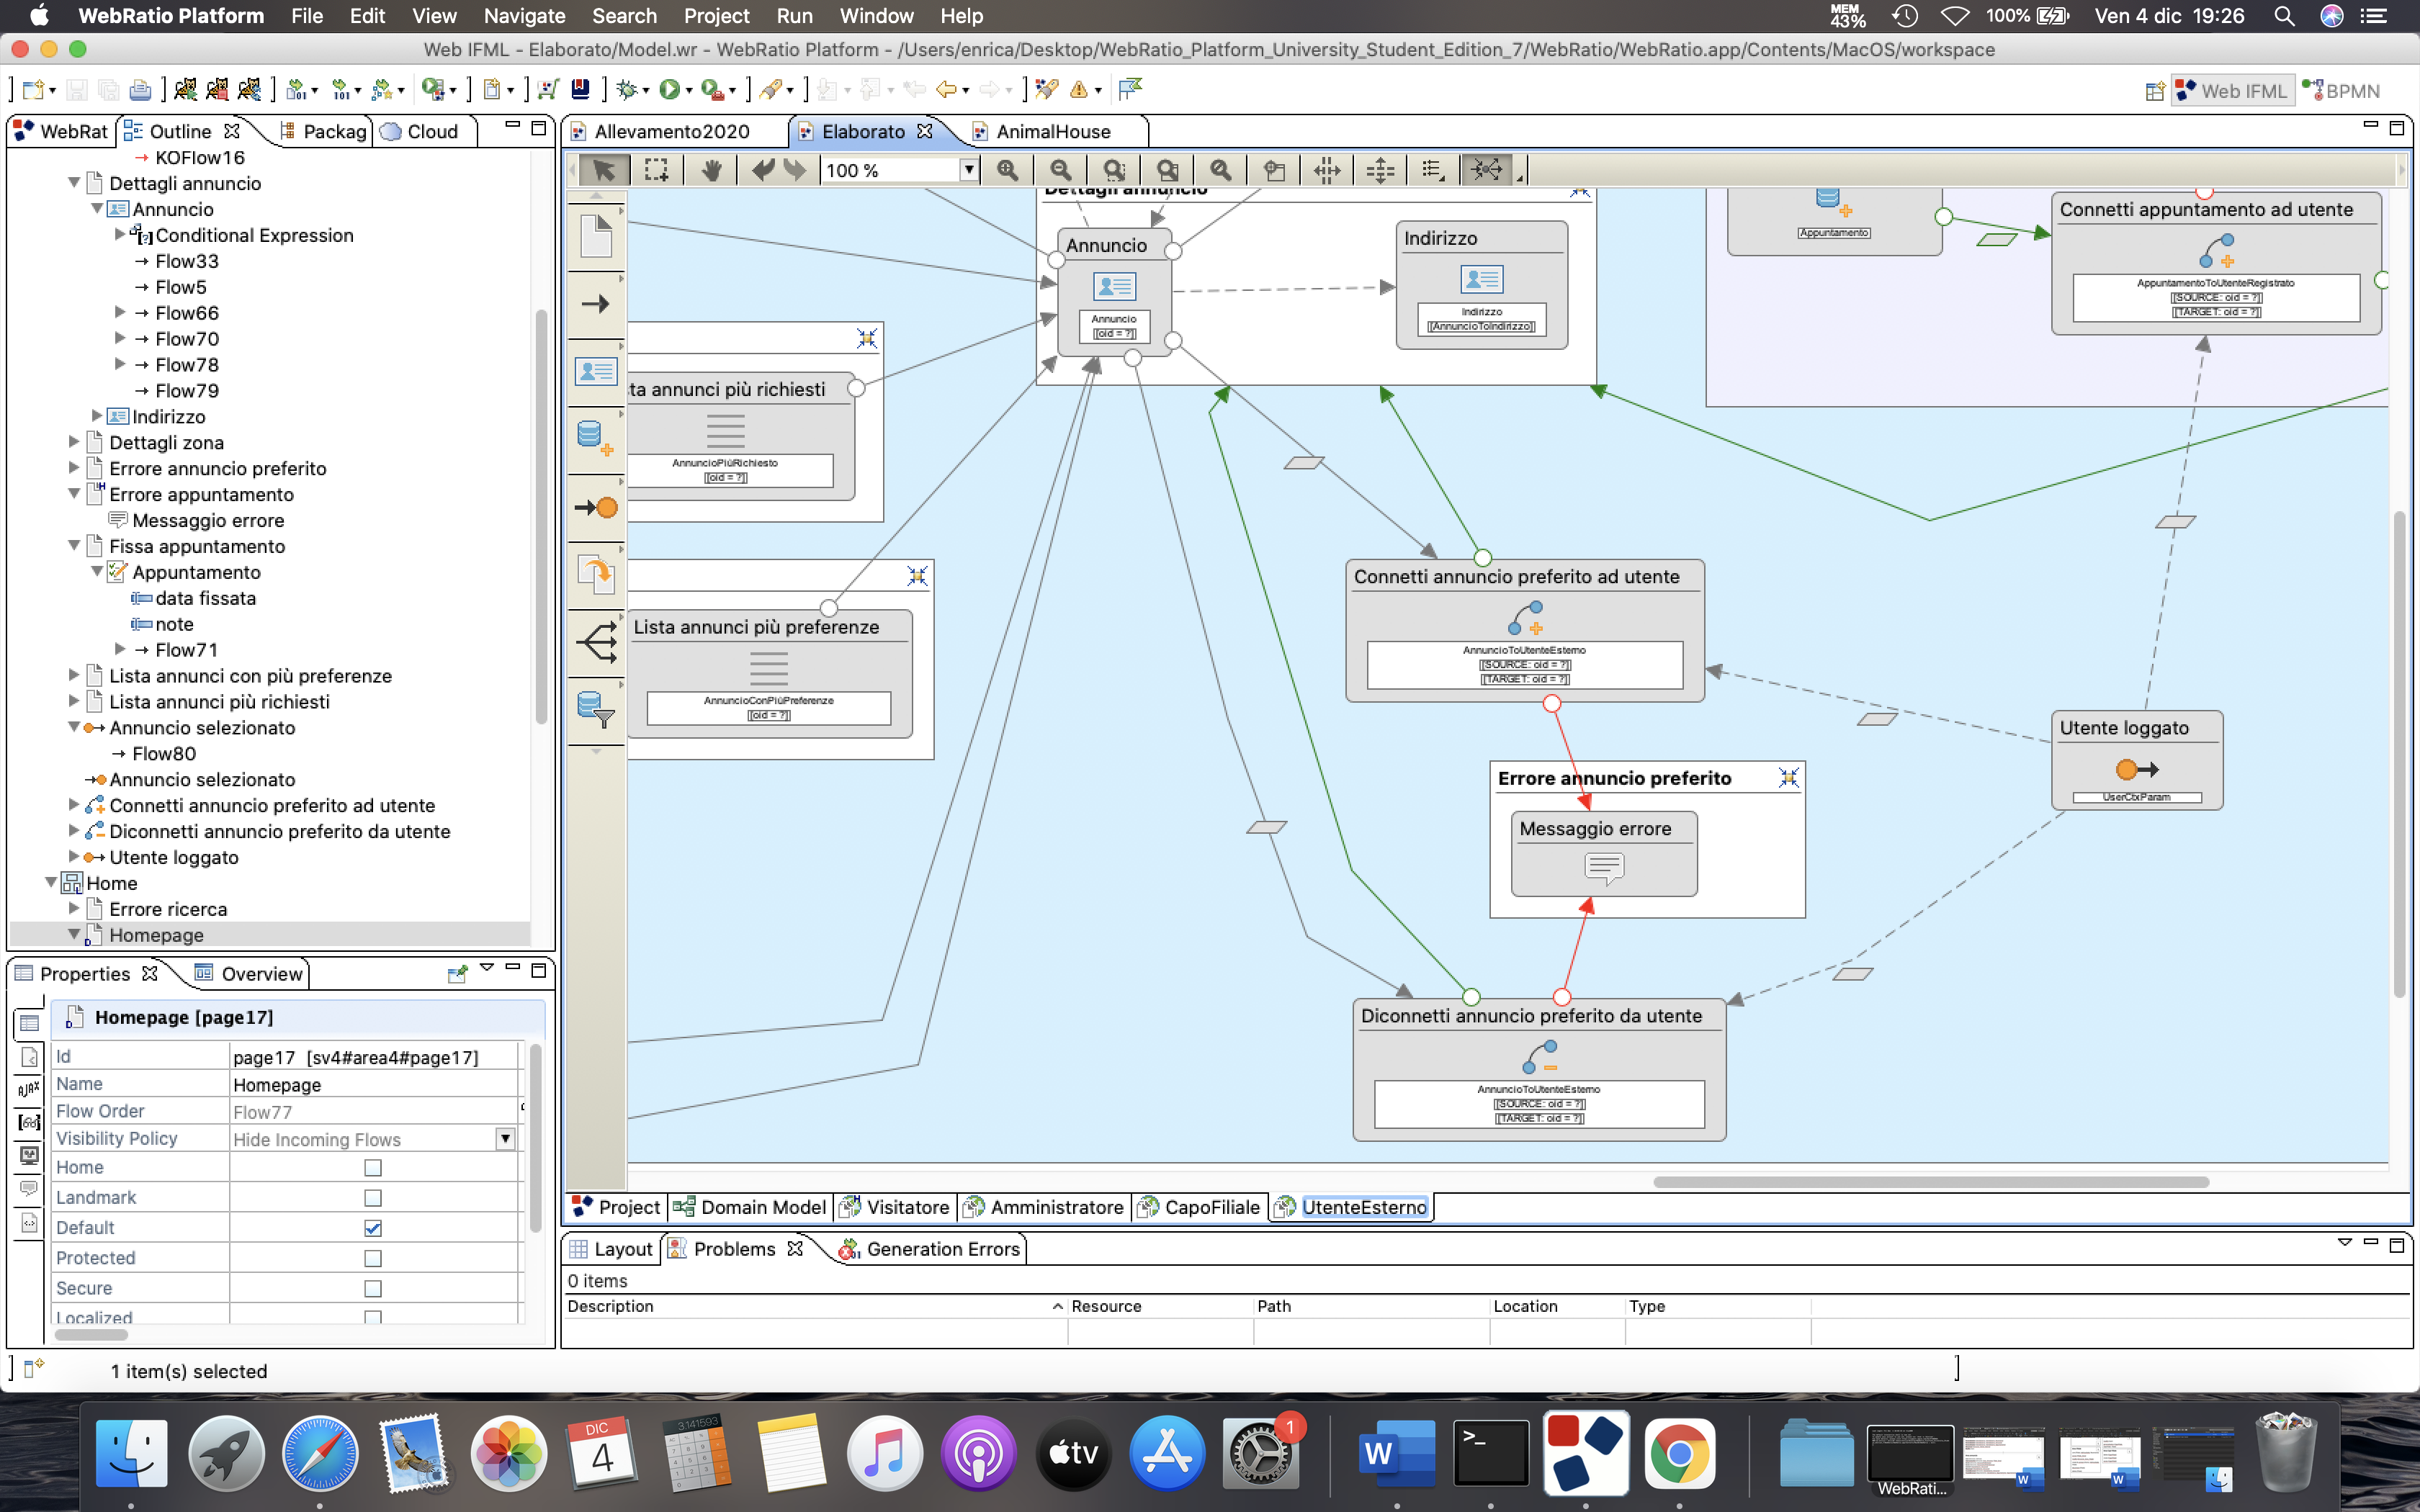 WebRatio Platform File Edit View Navigate Search Project Run Window Help MEM 43% 100% Ven 4 dic 19:26
Web IFML - Elaborato/Model.wr - WebRatio Platform - /Users/enrica/Desktop/WebRatio_Platform_University_Student_Edition_7/WebRatio/WebRatio.app/Contents/MacOS/workspace
Web IFML BPMN
WebRat Outline Packag Cloud
KOFlow16
Dettagli annuncio
Annuncio
Conditional Expression
Flow33
Flow5
Flow66
Flow70
Flow78
Flow79
Indirizzo
Dettagli zona
Errore annuncio preferito
Errore appuntamento
Messaggio errore
Fissa appuntamento
Appuntamento
data fissata
note
Flow71
Lista annunci con più preferenze
Lista annunci più richiesti
Annuncio selezionato
Flow80
Annuncio selezionato
Connetti annuncio preferito ad utente
Diconnetti annuncio preferito da utente
Utente loggato
Home
Errore ricerca
Homepage
Properties Overview
Homepage [page17]
Id page17 [sv4#area4#page17]
Name Homepage
Flow Order Flow77
Visibility Policy Hide Incoming Flows
Home
Landmark
Default
Protected
Secure
Localized
1 item(s) selected
Allevamento2020 Elaborato AnimalHouse
100 %
Dettagli annuncio
Annuncio
Annuncio
[oid = ?]
Indirizzo
Indirizzo
[AnnuncioToIndirizzo]
Appuntamento
Connetti appuntamento ad utente
AppuntamentoToUtenteRegistrato
[SOURCE: oid = ?]
[TARGET: oid = ?]
ta annunci più richiesti
AnnuncioPiùRichiesto
[oid = ?]
Lista annunci più preferenze
AnnuncioConPiùPreferenze
[oid = ?]
Connetti annuncio preferito ad utente
AnnuncioToUtenteEsterno
[SOURCE: oid = ?]
[TARGET: oid = ?]
Utente loggato
UserCtxParam
Errore annuncio preferito
Messaggio errore
Diconnetti annuncio preferito da utente
AnnuncioToUtenteEsterno
[SOURCE: oid = ?]
[TARGET: oid = ?]
Project Domain Model Visitatore Amministratore CapoFiliale UtenteEsterno
Layout Problems Generation Errors
0 items
Description Resource Path Location Type
DIC
4
3.141593
tv
1
W
>_
WebRati...